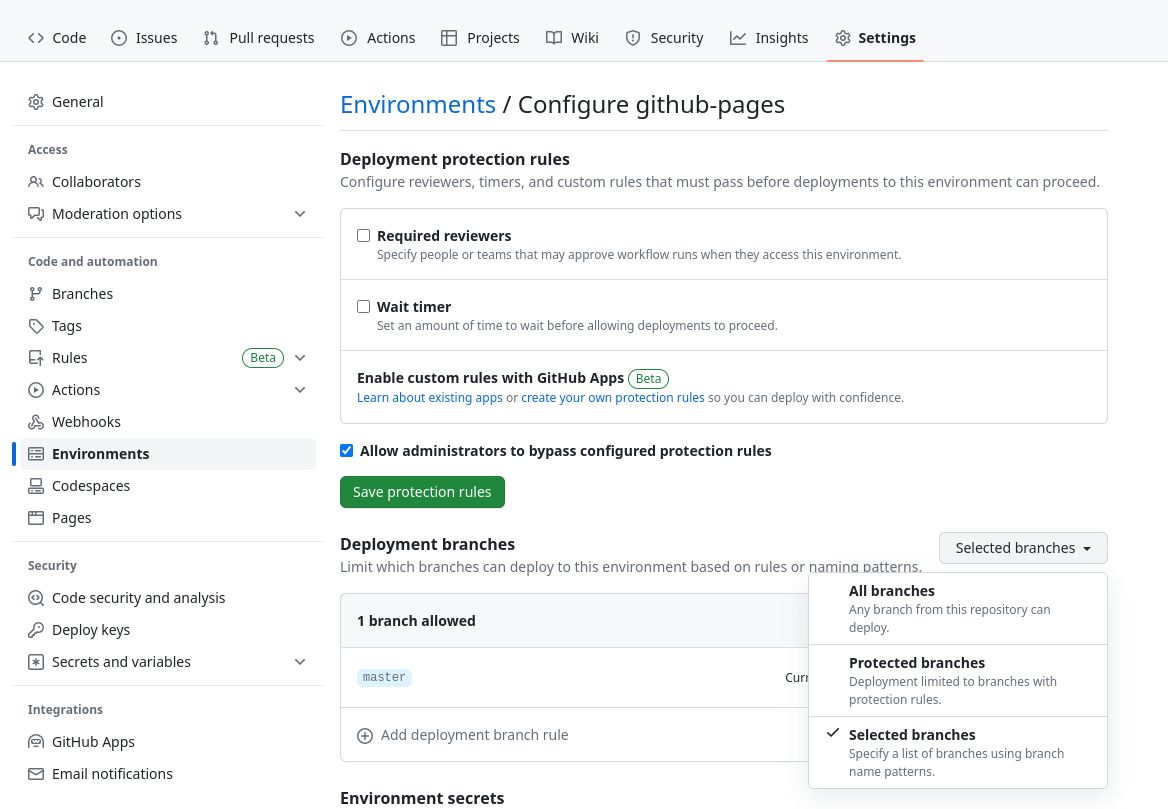 Code Issues Pull requests Actions Projects Wiki Security Insights Settings
General
Access
Collaborators
Moderation options
Code and automation
Branches
Tags
Rules Beta
Actions
Webhooks
Environments
Codespaces
Pages
Security
Code security and analysis
Deploy keys
Secrets and variables
Integrations
GitHub Apps
Email notifications
Environments / Configure github-pages
Deployment protection rules
Configure reviewers, timers, and custom rules that must pass before deployments to this environment can proceed.
Required reviewers
Specify people or teams that may approve workflow runs when they access this environment.
Wait timer
Set an amount of time to wait before allowing deployments to proceed.
Enable custom rules with GitHub Apps Beta
Learn about existing apps or create your own protection rules so you can deploy with confidence.
Allow administrators to bypass configured protection rules
Save protection rules
Deployment branches
Selected branches
Limit which branches can deploy to this environment based on rules or naming patterns.
1 branch allowed
master
Add deployment branch rule
All branches
Any branch from this repository can
deploy.
Protected branches
Deployment limited to branches with
protection rules.
Selected branches
Specify a list of branches using branch
name patterns.
Environment secrets